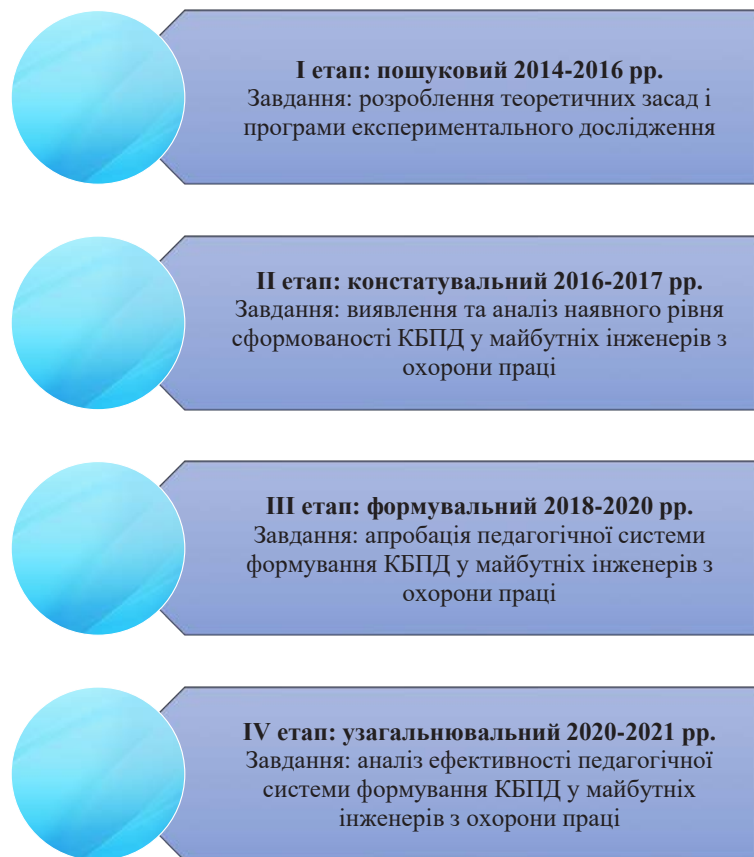 І етап: пошуковий 2014-2016 рр.
Завдання: розроблення теоретичних засад і
програми експериментального дослідження
ІІ етап: констатувальний 2016-2017 рр.
Завдання: виявлення та аналіз наявного рівня
сформованості КБПД у майбутніх інженерів з
охорони праці
ІІІ етап: формувальний 2018-2020 рр.
Завдання: апробація педагогічної системи
формування КБПД у майбутніх інженерів з
охорони праці
IV етап: узагальнювальний 2020-2021 рр.
Завдання: аналіз ефективності педагогічної
системи формування КБПД у майбутніх
інженерів з охорони праці